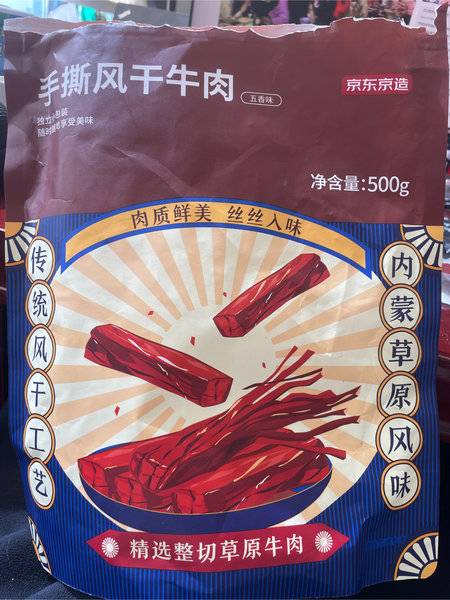 手撕风干牛肉
五香味
京东京造
独立 包装
随时随地享受美味
净含量:500g
肉质鲜美 丝丝入味
传统风干工艺
内蒙草原风味
精选整切草原牛肉